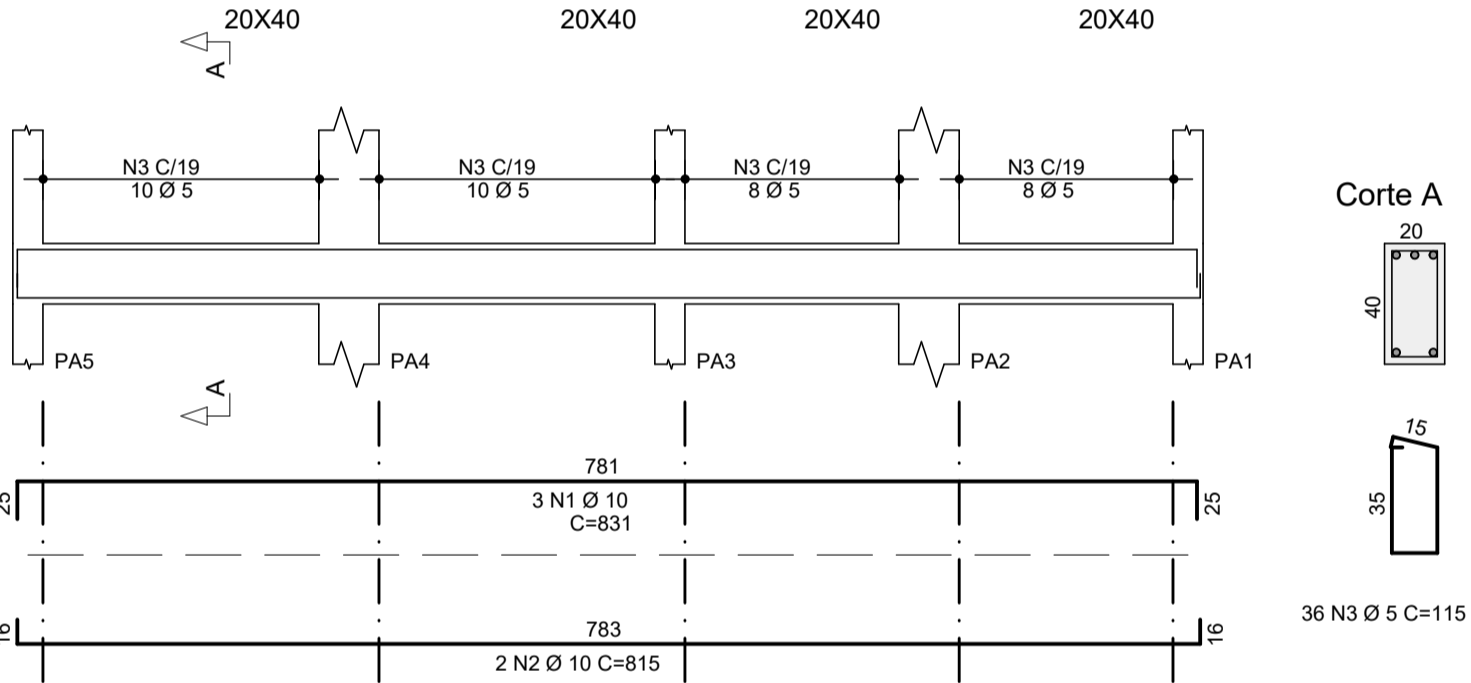 20X40 20X40 20X40 20X40
A
N3 C/19 N3 C/19 N3 C/19 N3 C/19
10 Ø 5 10 Ø 5 8 Ø 5 8 Ø 5
Corte A
20
40
PA5 PA4 PA3 PA2 PA1
A
781
25 25
3 N1 Ø 10
C=831
15
35
36 N3 Ø 5 C=115
783
16 16
2 N2 Ø 10 C=815